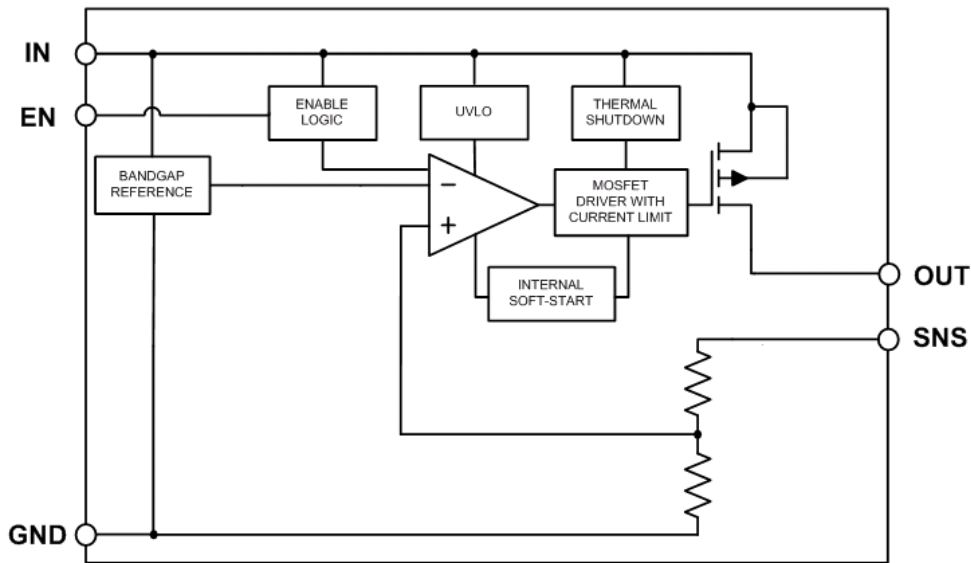 IN
EN
ENABLE
LOGIC
UVLO
THERMAL
SHUTDOWN
BANDGAP
REFERENCE
−
+
MOSFET
DRIVER WITH
CURRENT LIMIT
INTERNAL
SOFT-START
OUT
SNS
GND